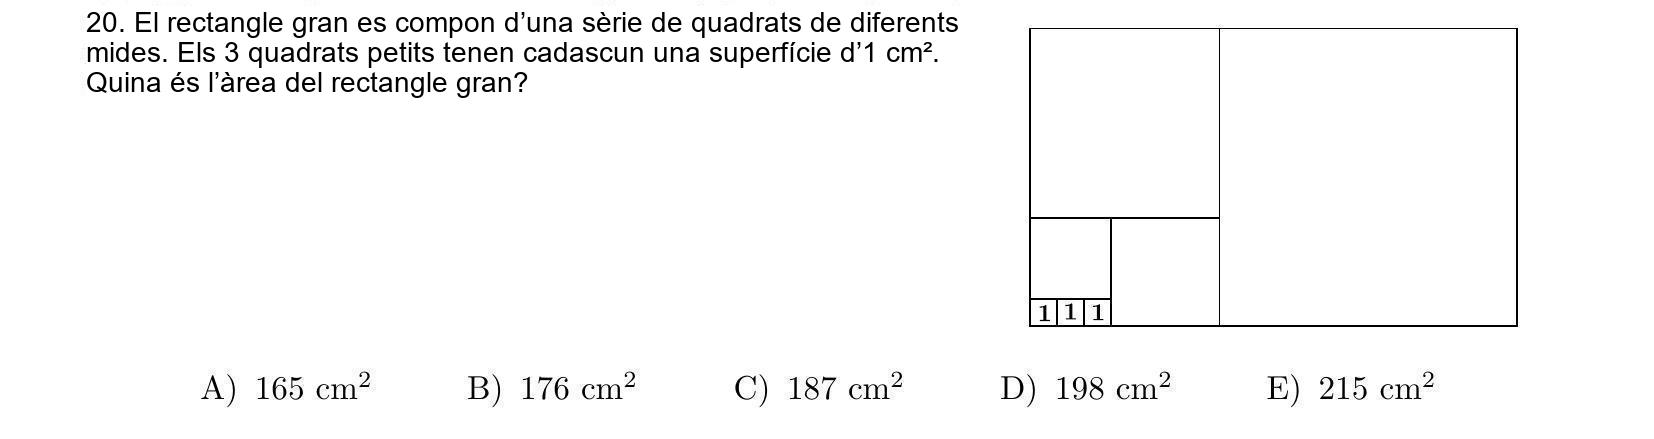 20. El rectangle gran es compon d’una sèrie de quadrats de diferents
mides. Els 3 quadrats petits tenen cadascun una superfície d’1 cm².
Quina és l’àrea del rectangle gran?
1 1 1
A) 165 cm² B) 176 cm² C) 187 cm² D) 198 cm² E) 215 cm²